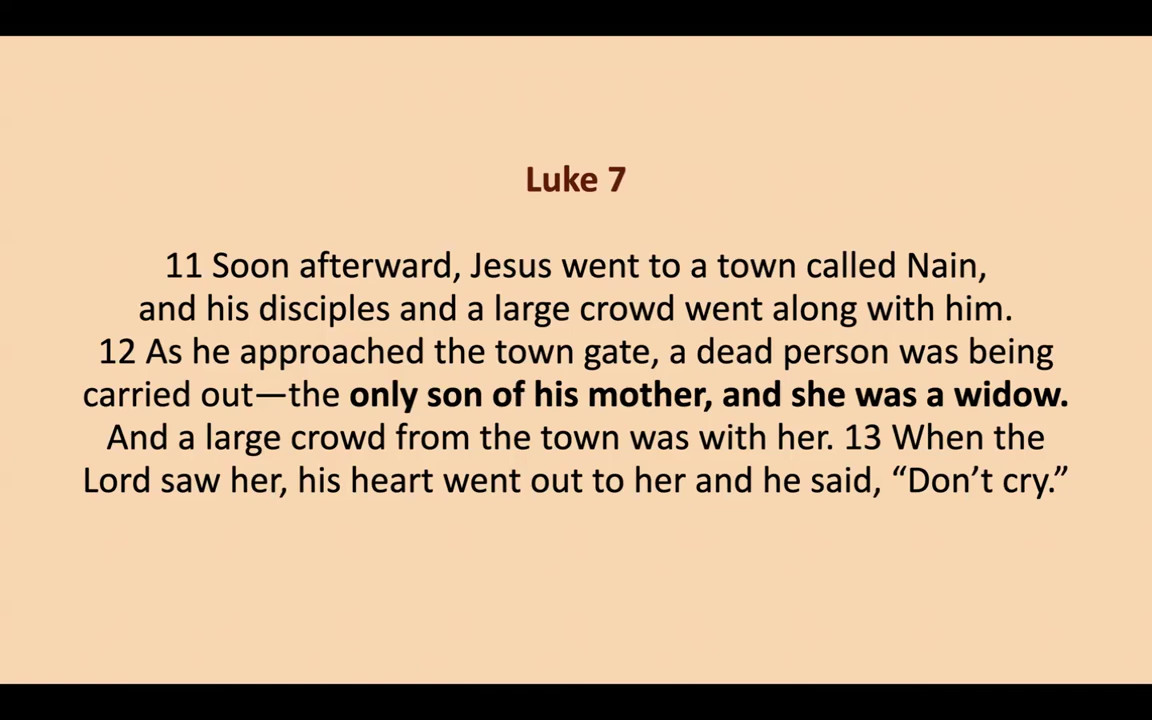 Luke 7
11 Soon afterward, Jesus went to a town called Nain,
and his disciples and a large crowd went along with him.
12 As he approached the town gate, a dead person was being
carried out—the only son of his mother, and she was a widow.
And a large crowd from the town was with her. 13 When the
Lord saw her, his heart went out to her and he said, “Don’t cry.”